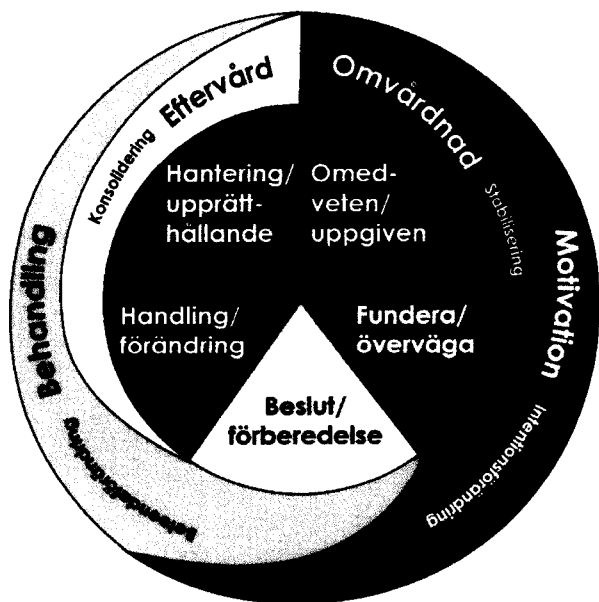 Eftervård
Konsolidering
Omvårdnad
Stabilisering
Motivation
Intentionsförändring
Behandling
Beteendeförändring
Hantering/
upprätt-
hållande
Omed-
veten/
uppgiven
Handling/
förändring
Fundera/
överväga
Beslut/
förberedelse